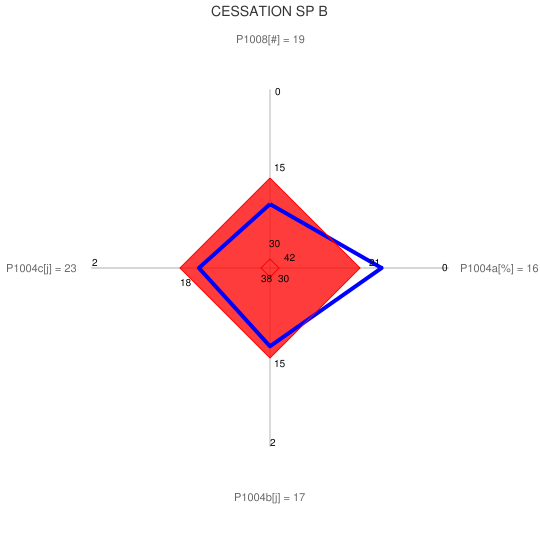 CESSATION SP B
P1008[#] = 19
0
15
30
42
2
P1004c[j] = 23
21
0
P1004a[%] = 16
18
38
30
15
2
P1004b[j] = 17